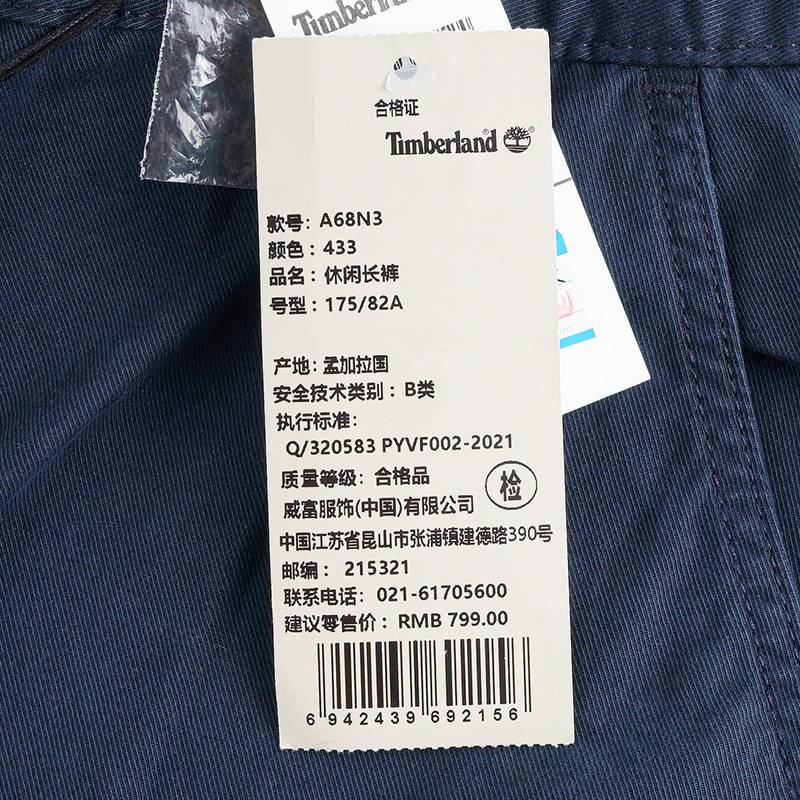 Timberland
合格证
Timberland®
款号: A68N3
颜色: 433
品名: 休闲长裤
号型: 175/82A
产地: 孟加拉国
安全技术类别: B类
执行标准:
Q/320583 PYVF002-2021
质量等级: 合格品
检
威富服饰(中国)有限公司
中国江苏省昆山市张浦镇建德路390号
邮编: 215321
联系电话: 021-61705600
建议零售价: RMB 799.00
6 942439 692156